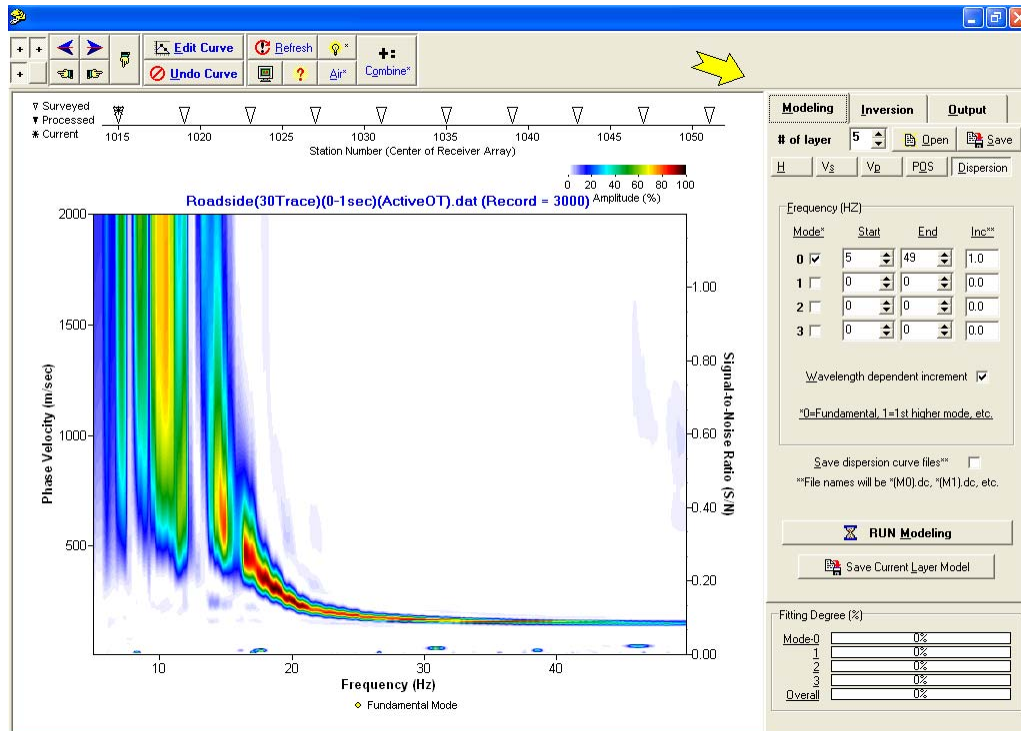 Edit Curve
Refresh
Undo Curve
?
Air*
+:
Combine*
Surveyed
Processed
Current
1015 1020 1025 1030 1035 1040 1045 1050
Station Number (Center of Receiver Array)
0 20 40 60 80 100
Amplitude (%)
Roadside(30Trace)(0-1sec)(ActiveOT).dat (Record = 3000)
2000
1500
1000
500
Phase Velocity (m/sec)
1.00
0.80
0.60
0.40
0.20
0.00
Signal-to-Noise Ratio (S/N)
10 20 30 40
Frequency (Hz)
Fundamental Mode
Modeling Inversion Output
# of layer 5 Open Save
H Vs Vp POS Dispersion
Frequency (HZ)
Mode* Start End Inc**
0 5 49 1.0
1 0 0 0.0
2 0 0 0.0
3 0 0 0.0
Wavelength dependent increment
*0=Fundamental, 1=1st higher mode, etc.
Save dispersion curve files**
**File names will be *(M0).dc, *(M1).dc, etc.
RUN Modeling
Save Current Layer Model
Fitting Degree (%)
Mode-0 0%
1 0%
2 0%
3 0%
Overall 0%